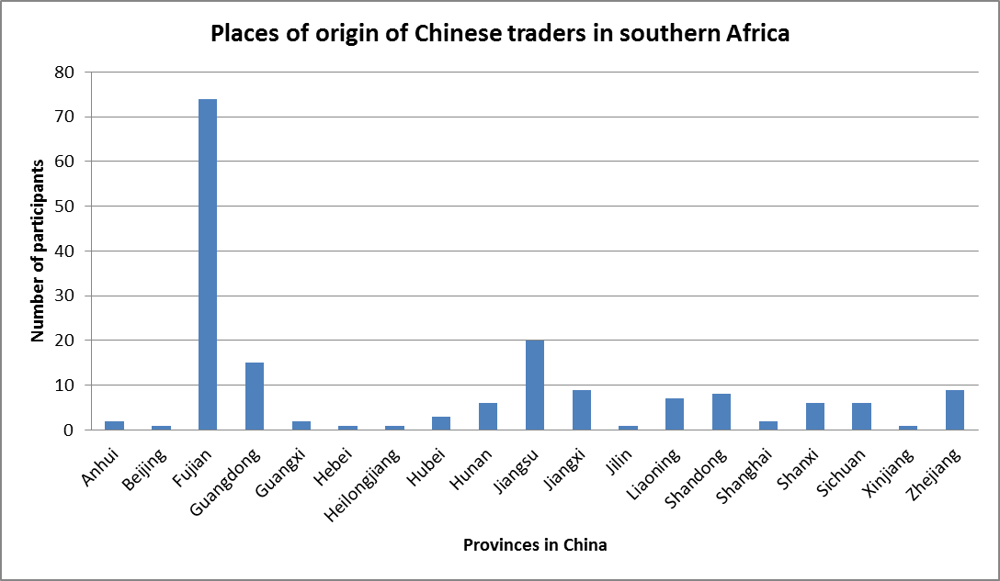 Places of origin of Chinese traders in southern Africa
Number of participants
80
70
60
50
40
30
20
10
0
Anhui
Beijing
Fujian
Guangdong
Guangxi
Hebei
Heilongjiang
Hubei
Hunan
Jiangsu
Jiangxi
Jillin
Liaoning
Shandong
Shanghai
Shanxi
Sichuan
Xinjiang
Zhejiang
Provinces in China